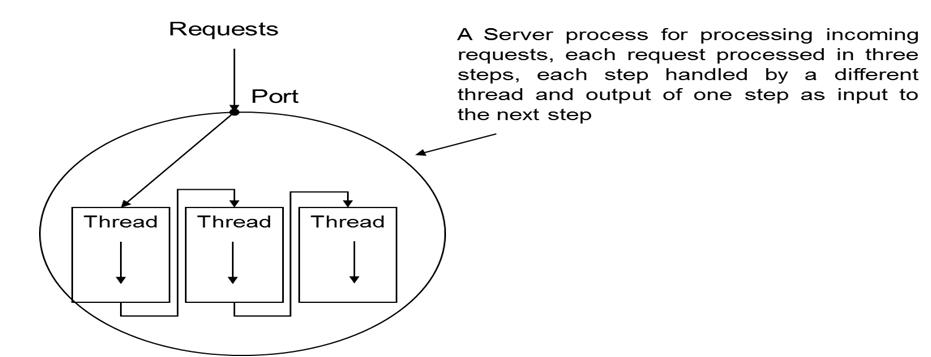 Requests
Port
A Server process for processing incoming
requests, each request processed in three
steps, each step handled by a different
thread and output of one step as input to
the next step
Thread Thread Thread